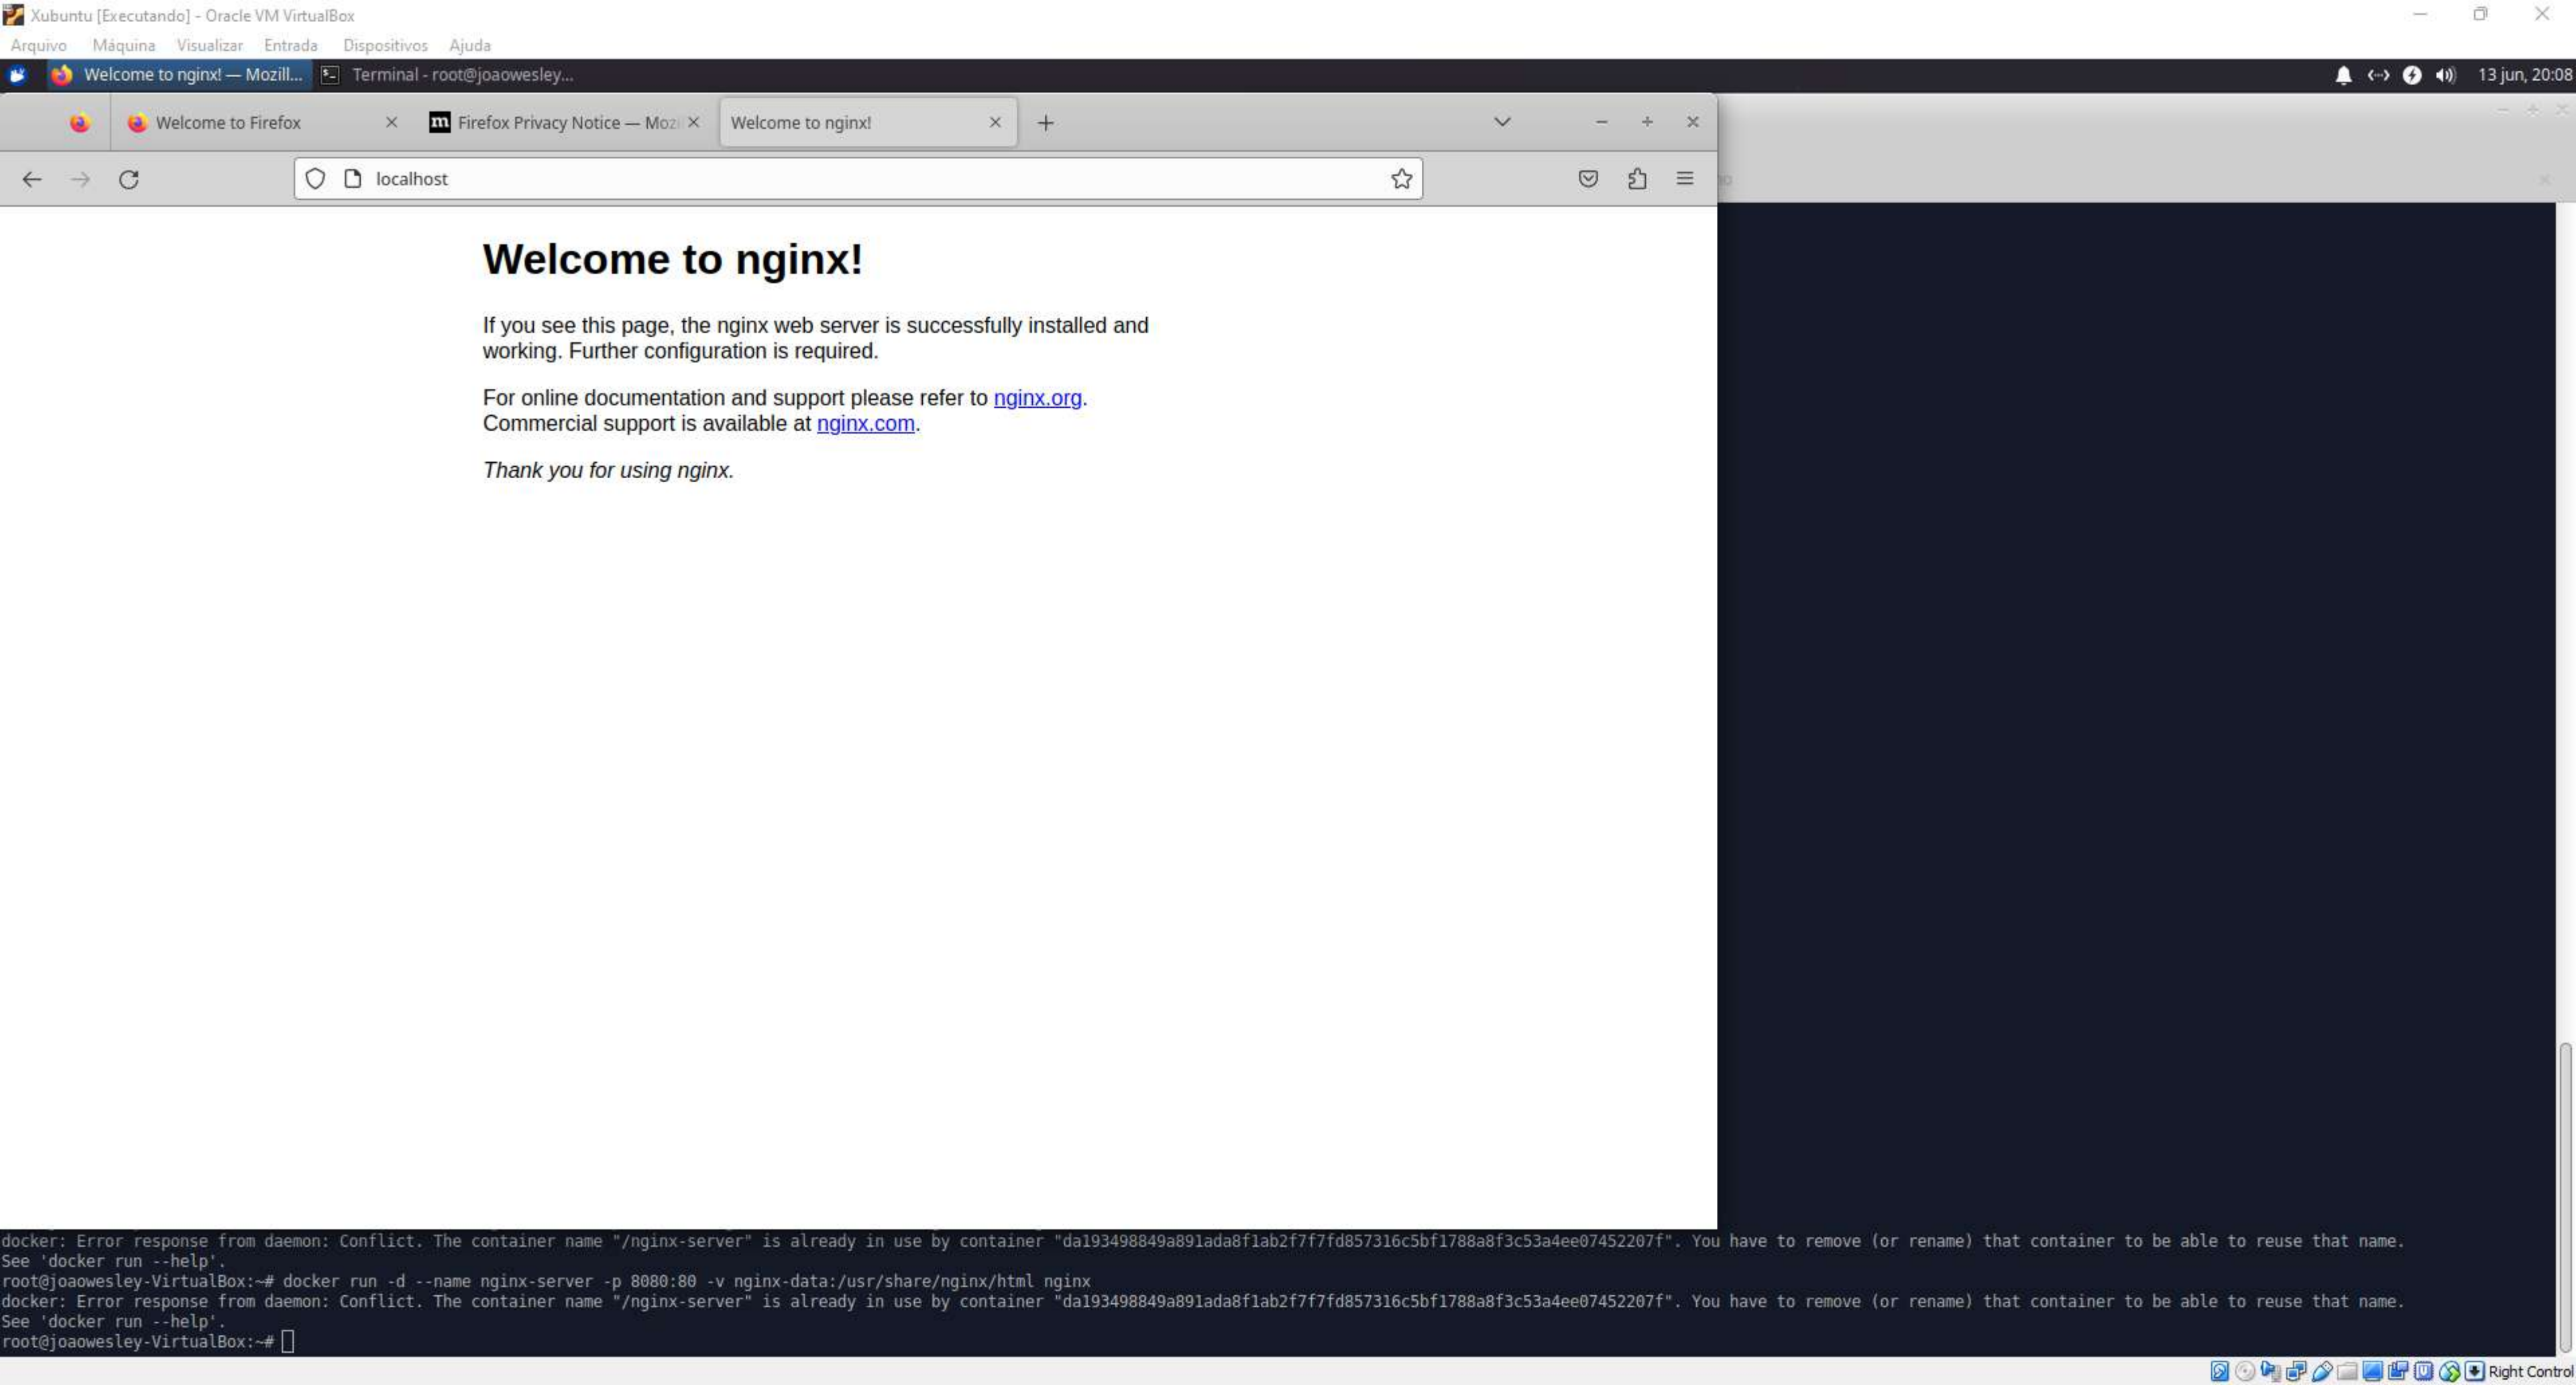 Xubuntu [Executando] - Oracle VM VirtualBox
Arquivo Máquina Visualizar Entrada Dispositivos Ajuda
Welcome to nginx! — Mozill... Terminal - root@joaowesley... 13 jun, 20:08
Welcome to Firefox Firefox Privacy Notice — Mozi Welcome to nginx!
localhost
Welcome to nginx!
If you see this page, the nginx web server is successfully installed and
working. Further configuration is required.
For online documentation and support please refer to nginx.org.
Commercial support is available at nginx.com.
Thank you for using nginx.
docker: Error response from daemon: Conflict. The container name "/nginx-server" is already in use by container "da193498849a891ada8f1ab2f7f7fd857316c5bf1788a8f3c53a4ee07452207f". You have to remove (or rename) that container to be able to reuse that name.
See 'docker run --help'.
root@joaowesley-VirtualBox:~# docker run -d --name nginx-server -p 8080:80 -v nginx-data:/usr/share/nginx/html nginx
docker: Error response from daemon: Conflict. The container name "/nginx-server" is already in use by container "da193498849a891ada8f1ab2f7f7fd857316c5bf1788a8f3c53a4ee07452207f". You have to remove (or rename) that container to be able to reuse that name.
See 'docker run --help'.
root@joaowesley-VirtualBox:~#
Right Control